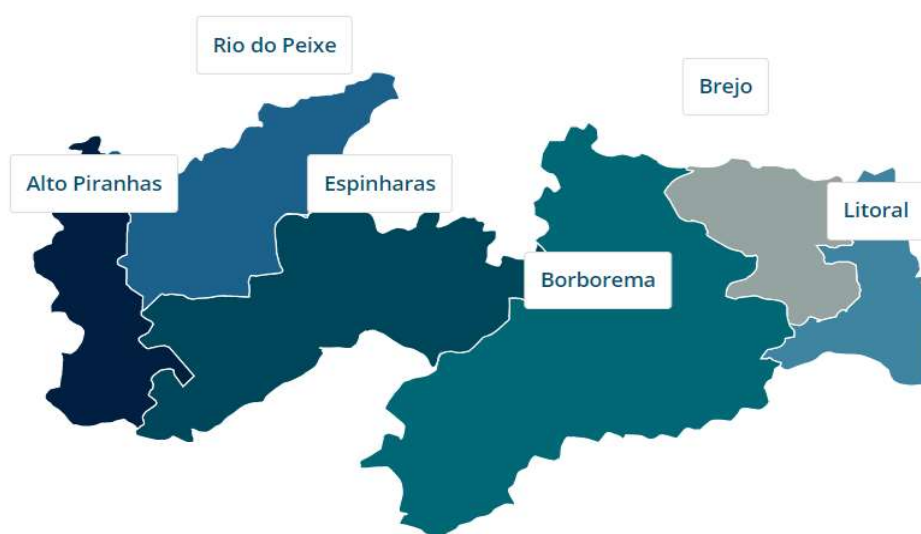 Rio do Peixe
Brejo
Alto Piranhas
Espinharas
Litoral
Borborema